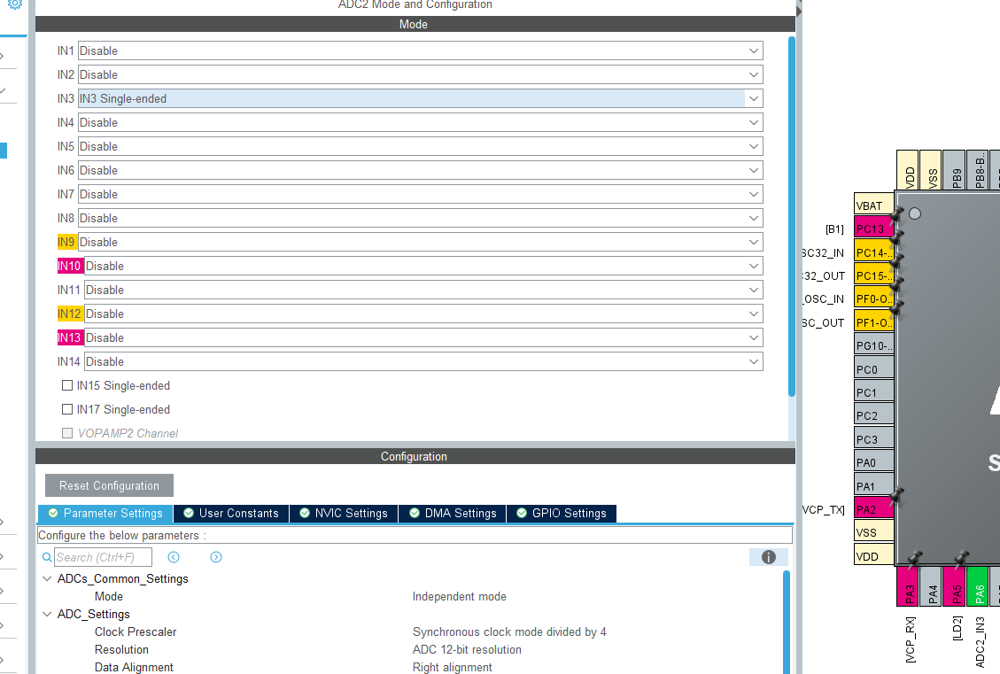 ADC2 Mode and Configuration
Mode
IN1 Disable
IN2 Disable
IN3 IN3 Single-ended
IN4 Disable
IN5 Disable
IN6 Disable
IN7 Disable
IN8 Disable
IN9 Disable
IN10 Disable
IN11 Disable
IN12 Disable
IN13 Disable
IN14 Disable
IN15 Single-ended
IN17 Single-ended
VOPAMP2 Channel
Configuration
Reset Configuration
Parameter Settings User Constants NVIC Settings DMA Settings GPIO Settings
Configure the below parameters :
Search (Ctrl+F)
ADCs_Common_Settings
Mode Independent mode
ADC_Settings
Clock Prescaler Synchronous clock mode divided by 4
Resolution ADC 12-bit resolution
Data Alignment Right alignment
VDD
VSS
PB9
PB8-B..
VBAT
[B1] PC13
SC32_IN PC14-..
32_OUT PC15-..
_OSC_IN PF0-O..
SC_OUT PF1-O..
PG10-..
PC0
PC1
PC2
PC3
PA0
PA1
VCP_TX] PA2
VSS
VDD
PA3
PA4
PA5
PA6
[VCP_RX]
[LD2]
ADC2_IN3